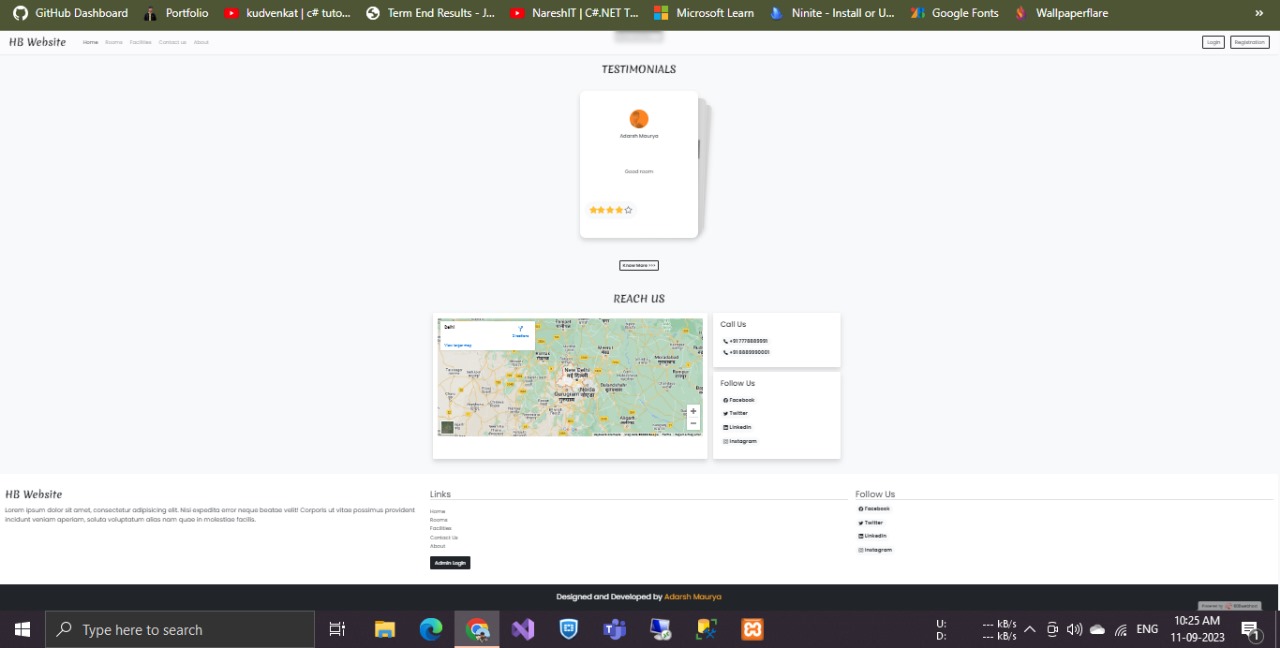 GitHub Dashboard Portfolio kudvenkat | c# tuto... Term End Results - J... NareshIT | C#.NET T... Microsoft Learn Ninite - Install or U... Google Fonts Wallpaperlare »
HB Website Home Rooms Facilities Contact us About Login Registration
TESTIMONIALS
Adarsh Maurya
Good room
Know More >>>
REACH US
Delhi
Directions
View larger map
New Delhi
नई दिल्ली
Noida
Gurugram
Aligarh
Call Us
+91 7778889991
Follow Us
Facebook
Twitter
LinkedIn
Instagram
HB Website
Lorem ipsum dolor sit amet, consectetur adipisicing elit. Nisi expedita error neque beatae velit! Corporis ut vitae possimus provident
incidunt veniam aperiam, soluta voluptatum alias nam quae in molestiae facilis.
Links
Home
Rooms
Facilities
Contact Us
About
Admin Login
Follow Us
Facebook
Twitter
LinkedIn
Instagram
Designed and Developed by Adarsh Maurya
Type here to search
U: --- kB/s
D: --- kB/s
ENG
10:25 AM
11-09-2023
1